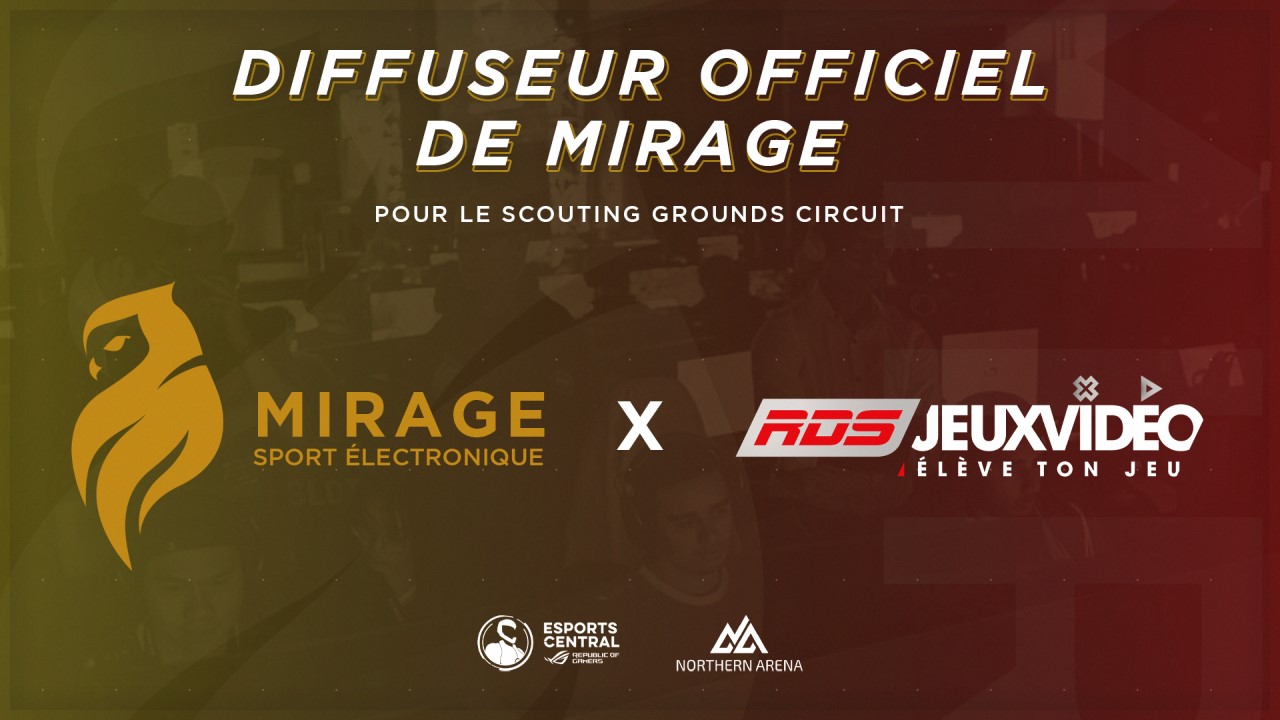 DIFFUSEUR OFFICIEL
DE MIRAGE
POUR LE SCOUTING GROUNDS CIRCUIT
MIRAGE
SPORT ÉLECTRONIQUE
X
RDS JEUXVIDÉO
ÉLÈVE TON JEU
ESPORTS
CENTRAL
REPUBLIC OF
GAMERS
NORTHERN ARENA